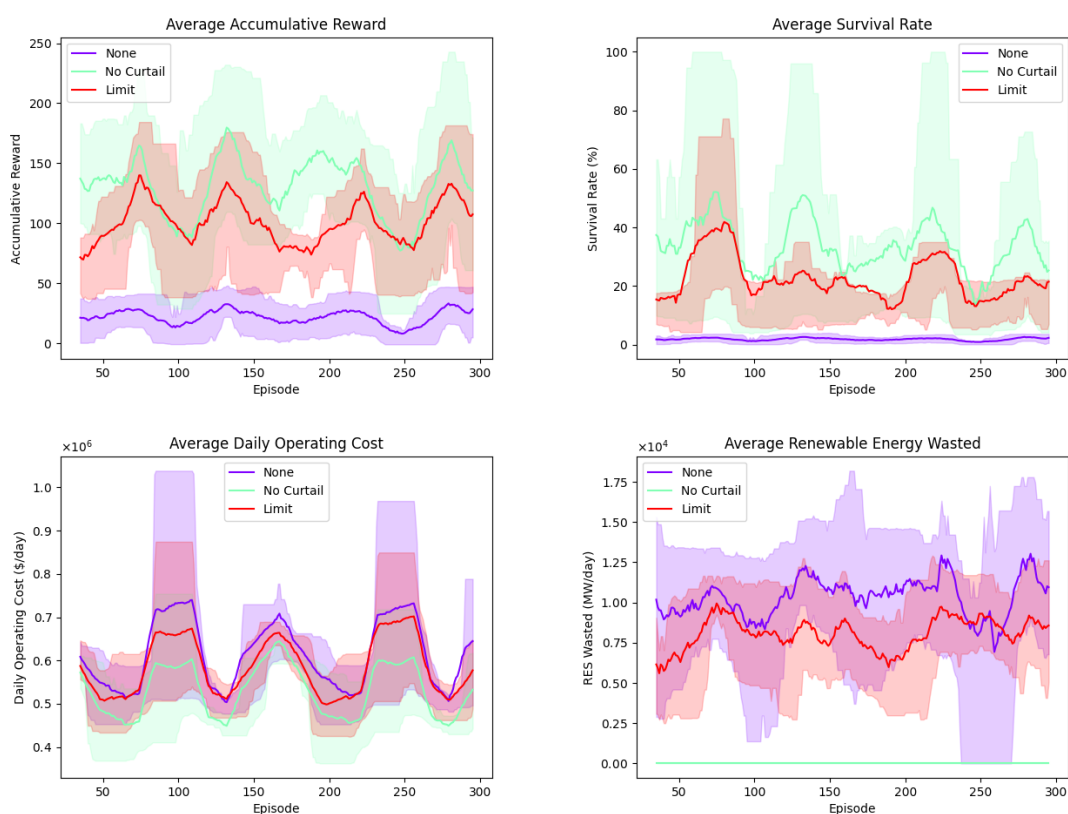 Average Accumulative Reward
Accumulative Reward
250
200
150
100
50
0
None
No Curtail
Limit
50
100
150
200
250
300
Episode
Average Survival Rate
Survival Rate (%)
100
80
60
40
20
0
None
No Curtail
Limit
50
100
150
200
250
300
Episode
Average Daily Operating Cost
×10⁶
Daily Operating Cost ($/day)
1.0
0.9
0.8
0.7
0.6
0.5
0.4
None
No Curtail
Limit
50
100
150
200
250
300
Episode
Average Renewable Energy Wasted
×10⁴
RES Wasted (MW/day)
1.75
1.50
1.25
1.00
0.75
0.50
0.25
0.00
None
No Curtail
Limit
50
100
150
200
250
300
Episode